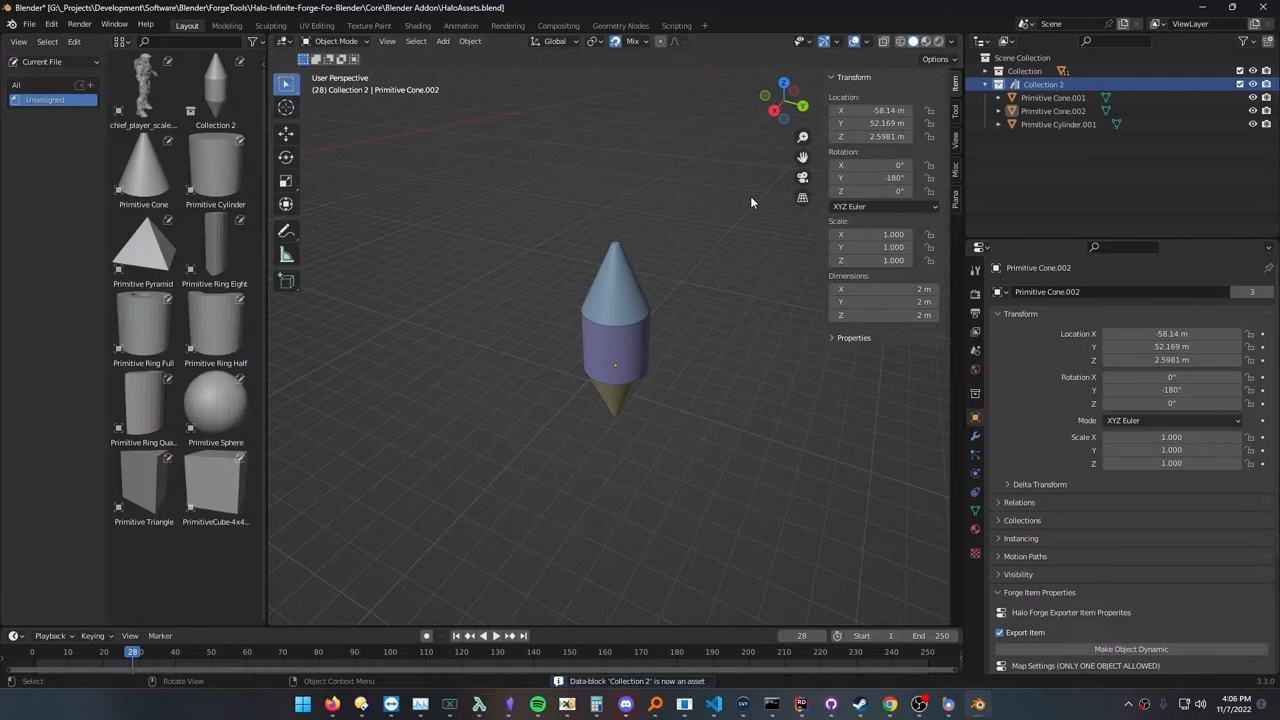 Blender* [G:\_Projects\Development\Software\Blender\ForgeTools\Halo-Infinite-Forge-For-Blender\Core\Blender Addon\HaloAssets.blend]
File Edit Render Window Help Layout Modeling Sculpting UV Editing Texture Paint Shading Animation Rendering Compositing Geometry Nodes Scripting Scene ViewLayer
View Select Edit
Object Mode View Select Add Object Global Mix
Options
Current File
All
Unassigned
chief_player_scale... Collection 2
Primitive Cone Primitive Cylinder
Primitive Pyramid Primitive Ring Eight
Primitive Ring Full Primitive Ring Half
Primitive Ring Qua... Primitive Sphere
Primitive Triangle PrimitiveCube-4x4...
User Perspective
(28) Collection 2 | Primitive Cone.002
Z
Y
X
Transform
Location:
X -58.14 m
Y 52.169 m
Z 2.5981 m
Rotation:
X 0°
Y -180°
Z 0°
XYZ Euler
Scale:
X 1.000
Y 1.000
Z 1.000
Dimensions:
X 2 m
Y 2 m
Z 2 m
Properties
Item
Tool
View
Misc
Plana
Scene Collection
Collection 11
Collection 2
Primitive Cone.001
Primitive Cone.002
Primitive Cylinder.001
Primitive Cone.002
Primitive Cone.002 3
Transform
Location X -58.14 m
Y 52.169 m
Z 2.5981 m
Rotation X 0°
Y -180°
Z 0°
Mode XYZ Euler
Scale X 1.000
Y 1.000
Z 1.000
Delta Transform
Relations
Collections
Instancing
Motion Paths
Visibility
Forge Item Properties
Halo Forge Exporter Item Properites
Export Item
Make Object Dynamic
Map Settings (ONLY ONE OBJECT ALLOWED)
Playback Keying View Marker 28 Start 1 End 250
0 10 20 28 40 50 60 70 80 90 100 110 120 130 140 150 160 170 180 190 200 210 220 230 240 250
Select Rotate View Object Context Menu Data-block 'Collection 2' is now an asset 3.3.0
4:06 PM
11/7/2022